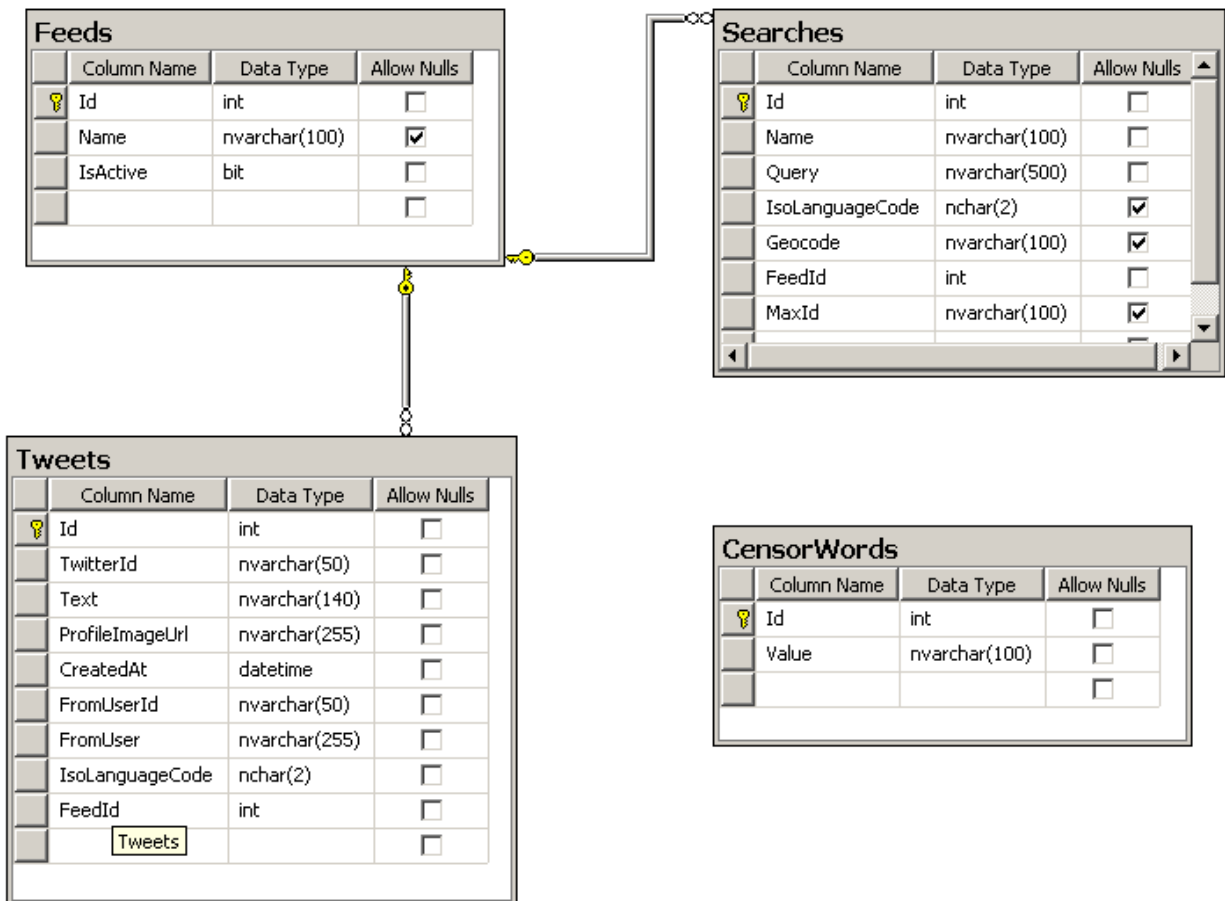 Feeds
Column Name Data Type Allow Nulls
Id int
Name nvarchar(100)
IsActive bit
Searches
Column Name Data Type Allow Nulls
Id int
Name nvarchar(100)
Query nvarchar(500)
IsoLanguageCode nchar(2)
Geocode nvarchar(100)
FeedId int
MaxId nvarchar(100)
Tweets
Column Name Data Type Allow Nulls
Id int
TwitterId nvarchar(50)
Text nvarchar(140)
ProfileImageUrl nvarchar(255)
CreatedAt datetime
FromUserId nvarchar(50)
FromUser nvarchar(255)
IsoLanguageCode nchar(2)
FeedId int
Tweets
CensorWords
Column Name Data Type Allow Nulls
Id int
Value nvarchar(100)